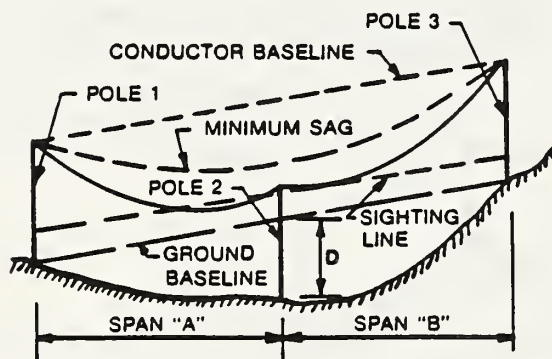 POLE 3
CONDUCTOR BASELINE
POLE 1
MINIMUM SAG
POLE 2
SIGHTING
LINE
GROUND
BASELINE
D
SPAN "A"
SPAN "B"